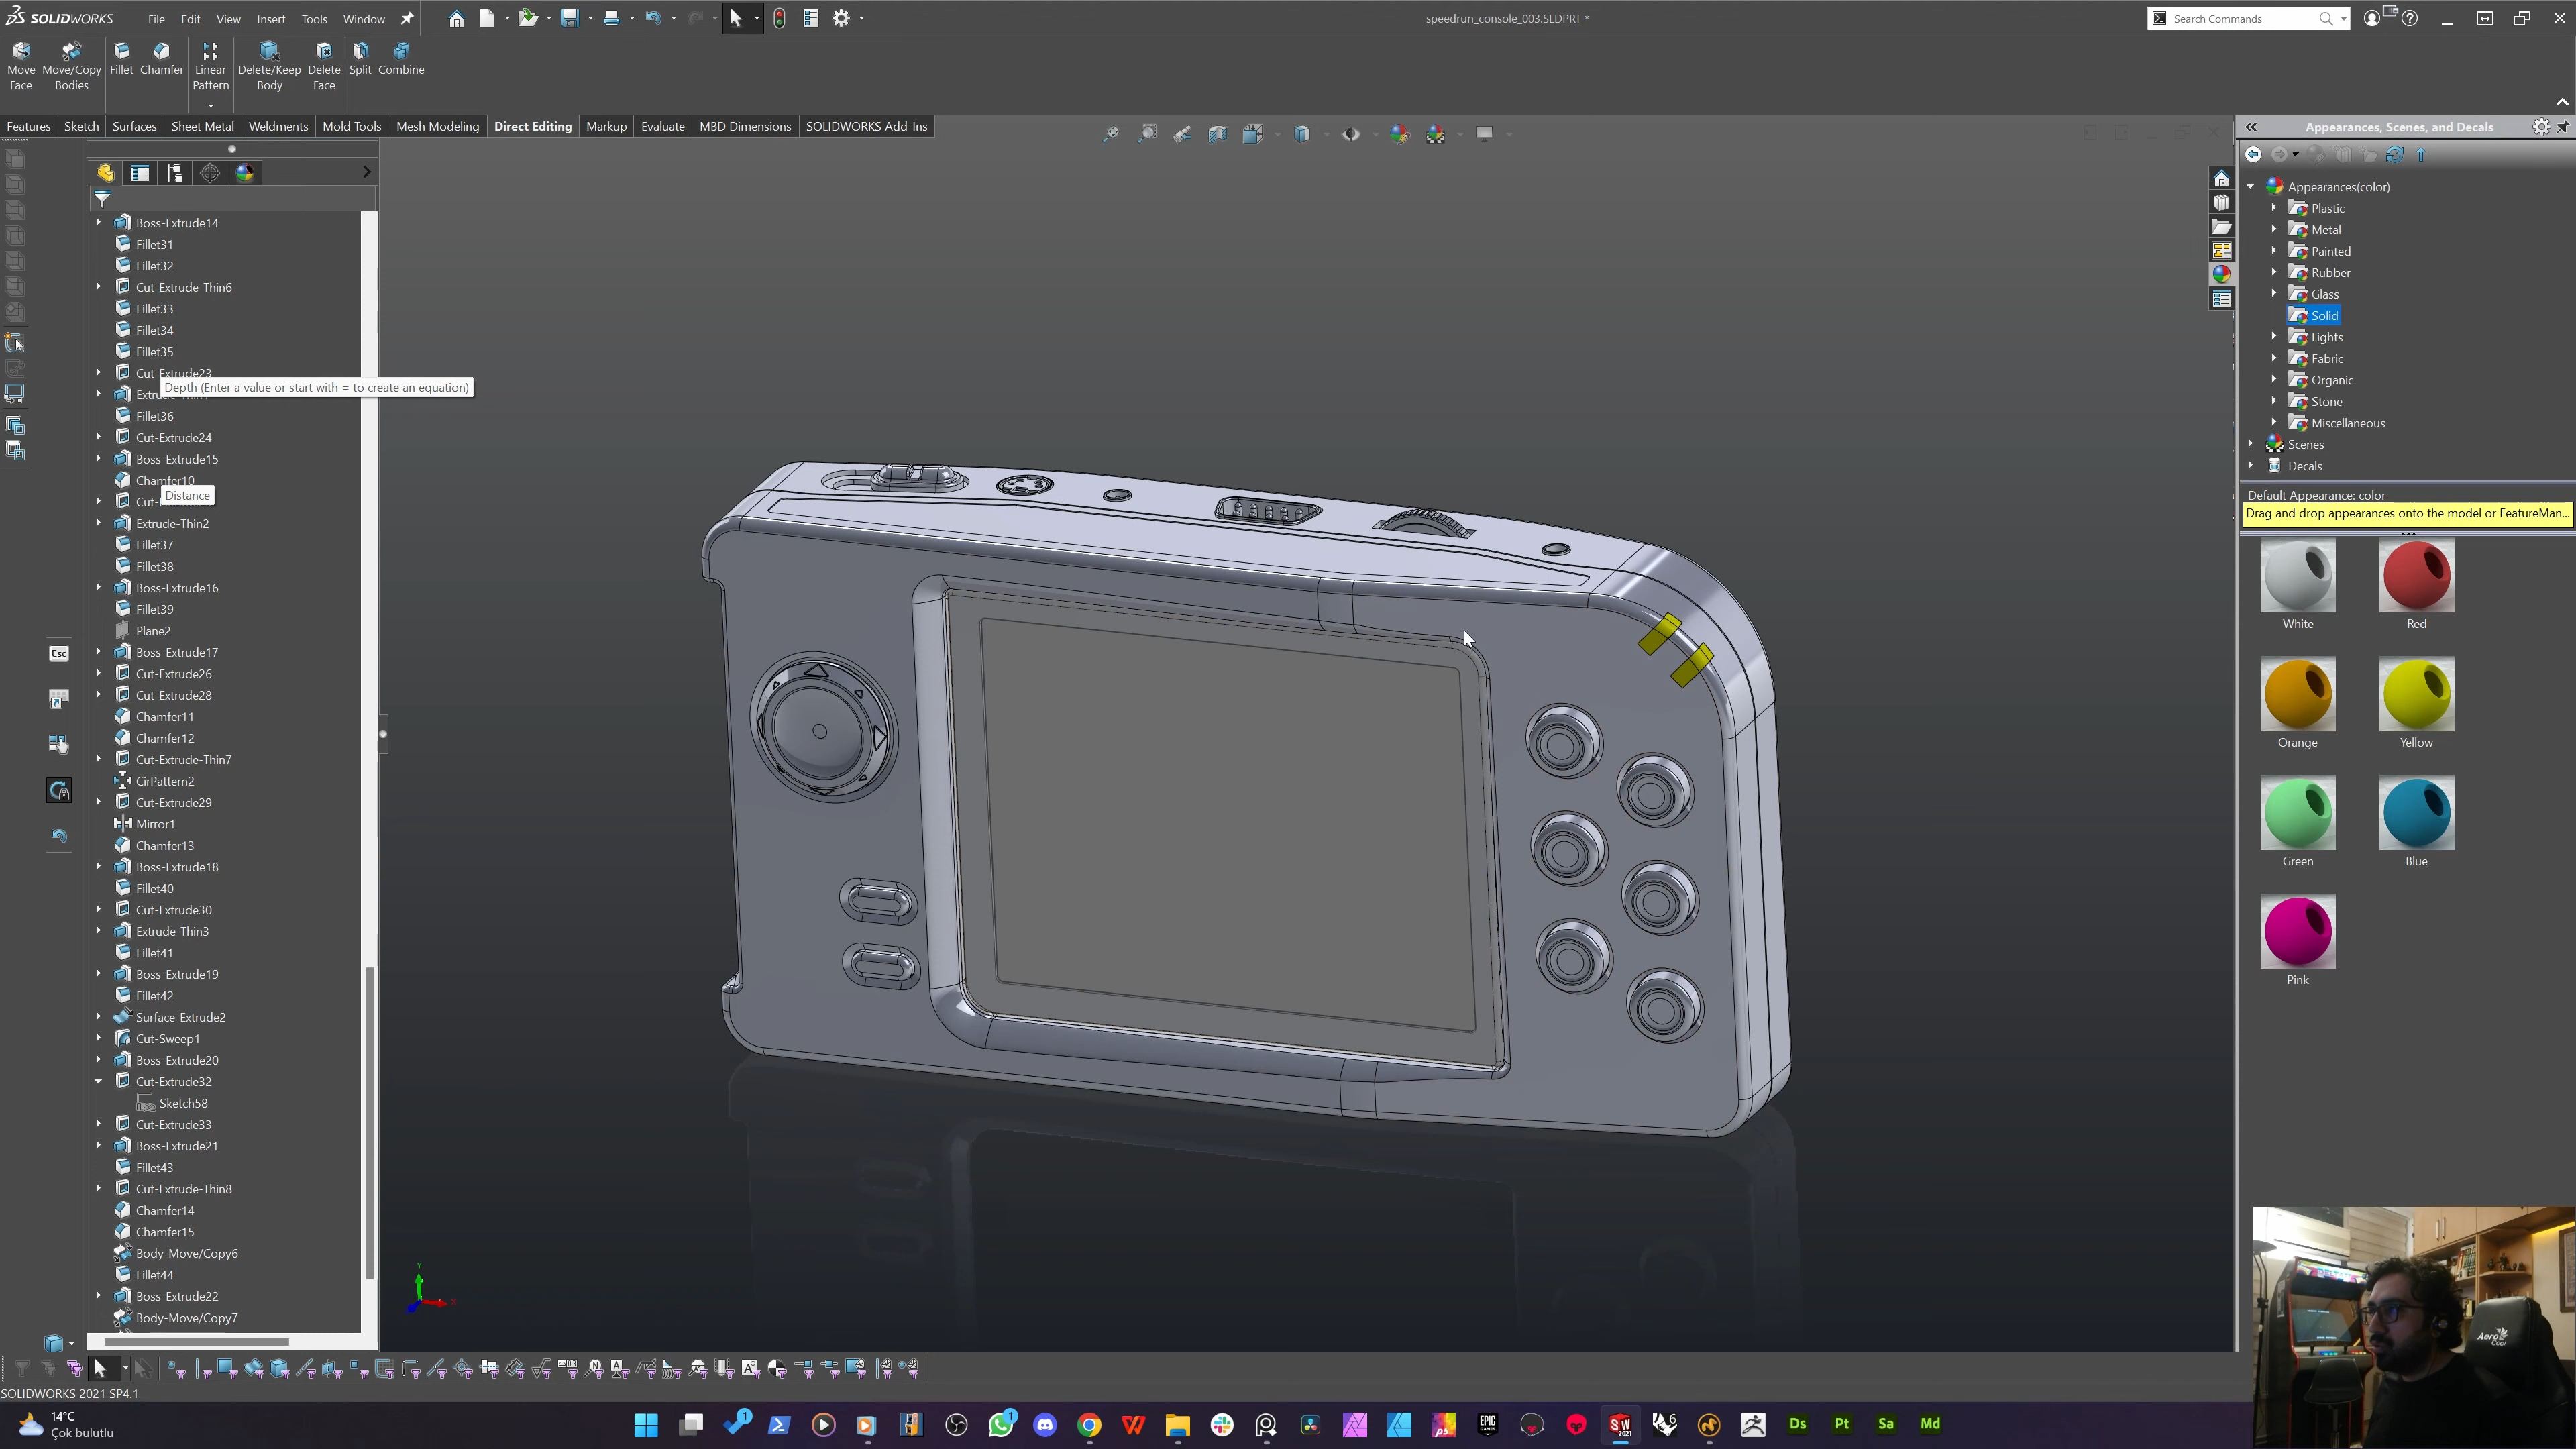 SOLIDWORKS File Edit View Insert Tools Window
speedrun_console_003.SLDPRT *
Search Commands
Move Face
Move/Copy Bodies
Fillet
Chamfer
Linear Pattern
Delete/Keep Body
Delete Face
Split
Combine
Features Sketch Surfaces Sheet Metal Weldments Mold Tools Mesh Modeling Direct Editing Markup Evaluate MBD Dimensions SOLIDWORKS Add-Ins
Boss-Extrude14
Fillet31
Fillet32
Cut-Extrude-Thin6
Fillet33
Fillet34
Fillet35
Cut-Extrude23
Depth (Enter a value or start with = to create an equation)
Fillet36
Cut-Extrude24
Boss-Extrude15
Chamfer10
Distance
Extrude-Thin2
Fillet37
Fillet38
Boss-Extrude16
Fillet39
Plane2
Boss-Extrude17
Cut-Extrude26
Cut-Extrude28
Chamfer11
Chamfer12
Cut-Extrude-Thin7
CirPattern2
Cut-Extrude29
Mirror1
Chamfer13
Boss-Extrude18
Fillet40
Cut-Extrude30
Extrude-Thin3
Fillet41
Boss-Extrude19
Fillet42
Surface-Extrude2
Cut-Sweep1
Boss-Extrude20
Cut-Extrude32
Sketch58
Cut-Extrude33
Boss-Extrude21
Fillet43
Cut-Extrude-Thin8
Chamfer14
Chamfer15
Body-Move/Copy6
Fillet44
Boss-Extrude22
Body-Move/Copy7
Esc
Y
X
Appearances, Scenes, and Decals
Appearances(color)
Plastic
Metal
Painted
Rubber
Glass
Solid
Lights
Fabric
Organic
Stone
Miscellaneous
Scenes
Decals
Default Appearance: color
Drag and drop appearances onto the model or FeatureMan...
White Red
Orange Yellow
Green Blue
Pink
Aero
SOLIDWORKS 2021 SP4.1
14°C
Çok bulutlu
1
1
EPIC GAMES
SW 2021
6
Ds Pt Sa Md